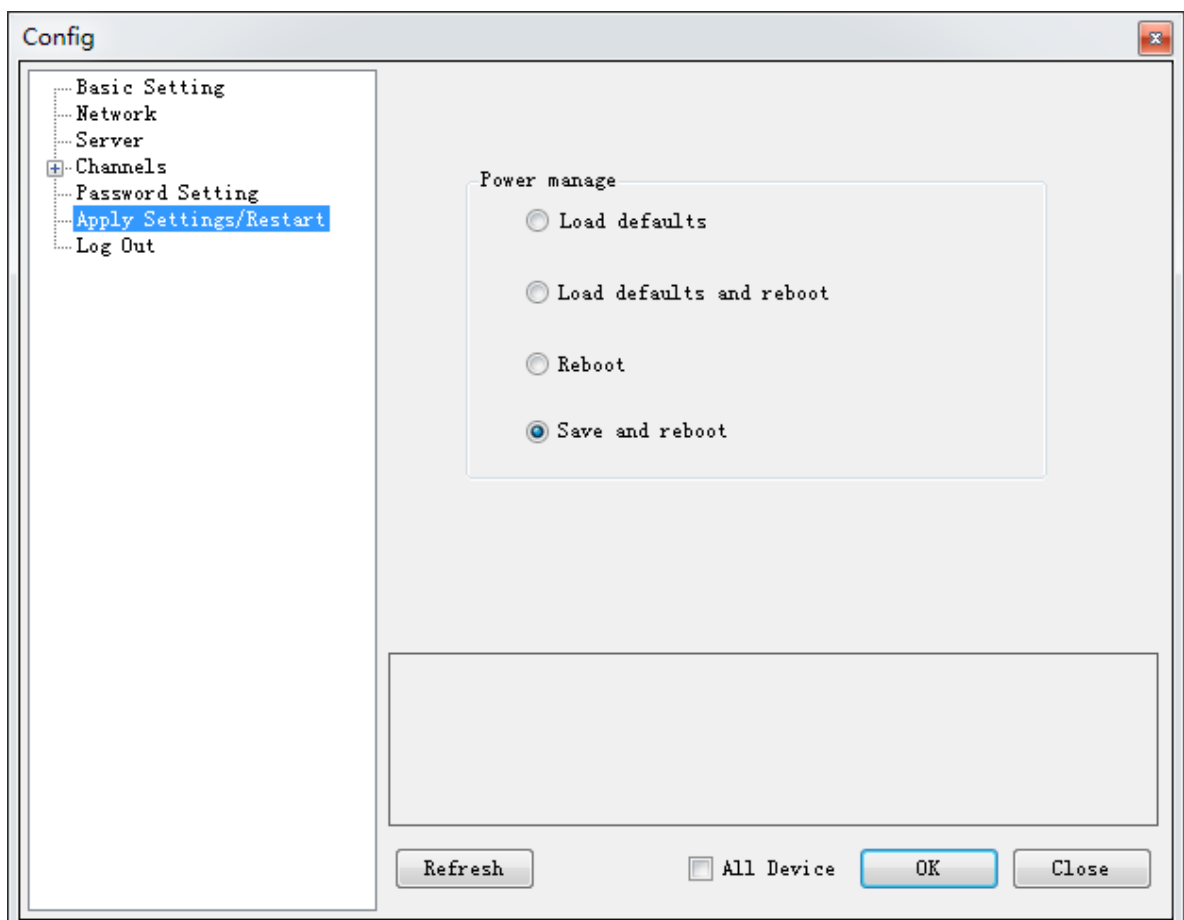 Config
Basic Setting
Network
Server
Channels
Password Setting
Apply Settings/Restart
Log Out
Power manage
Load defaults
Load defaults and reboot
Reboot
Save and reboot
Refresh
All Device
OK
Close